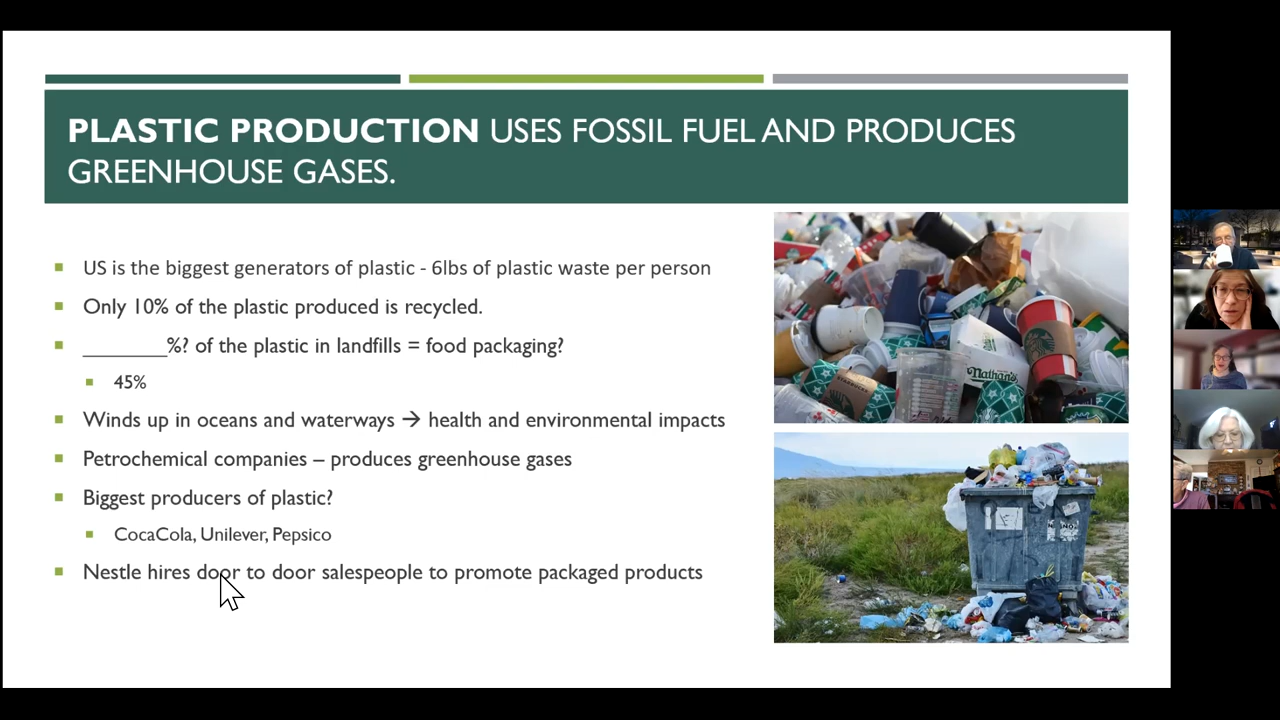 PLASTIC PRODUCTION USES FOSSIL FUEL AND PRODUCES
GREENHOUSE GASES.
US is the biggest generators of plastic - 6lbs of plastic waste per person
Only 10% of the plastic produced is recycled.
________%? of the plastic in landfills = food packaging?
45%
Winds up in oceans and waterways → health and environmental impacts
Petrochemical companies – produces greenhouse gases
Biggest producers of plastic?
CocaCola, Unilever, Pepsico
Nestle hires door to door salespeople to promote packaged products
Nathan's
STARBUCKS